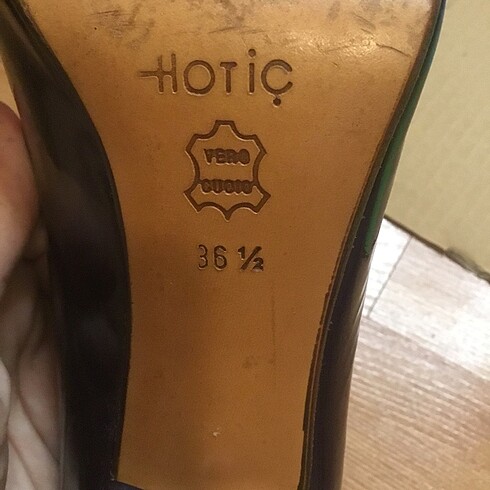 HOTİÇ
VERO
CUOIO
36 ½